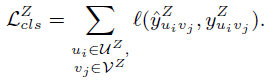 $$\mathcal{L}_{cls}^{Z} = \sum_{\substack{u_i \in \mathcal{U}^Z, \\ v_j \in \mathcal{V}^Z}} \ell(\hat{y}_{u_i v_j}^{Z}, y_{u_i v_j}^{Z}).$$